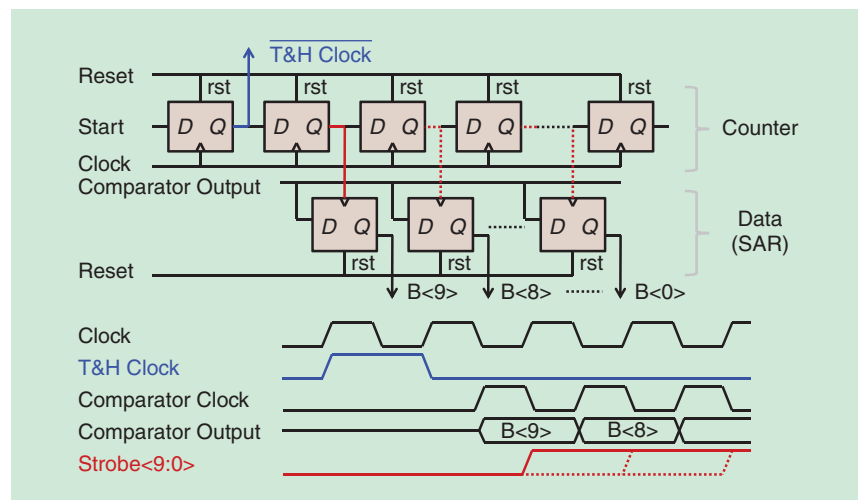 T&H Clock
Reset
rst rst rst rst rst
Start
D Q D Q D Q D Q D Q
Counter
Clock
Comparator Output
D Q D Q D Q
Data
(SAR)
rst rst rst
Reset
B<9> B<8> B<0>
Clock
T&H Clock
Comparator Clock
Comparator Output
B<9> B<8>
Strobe<9:0>